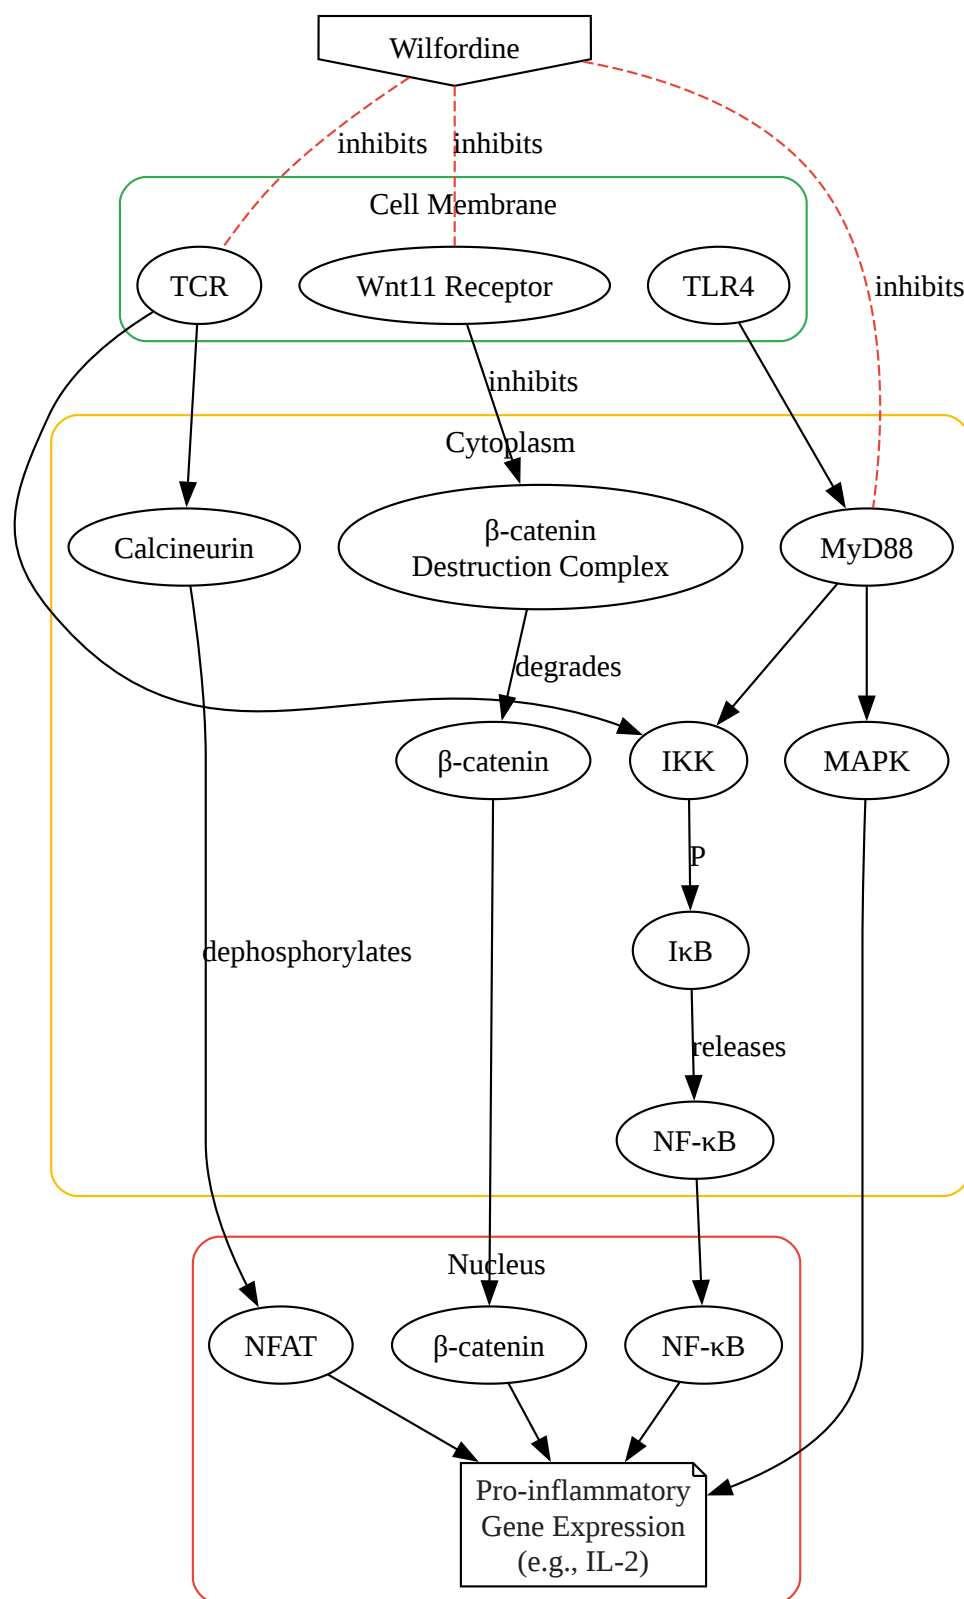 Wilfordine
inhibits
inhibits
Cell Membrane
TCR
Wnt11 Receptor
TLR4
inhibits
inhibits
Cytoplasm
Calcineurin
β-catenin
Destruction Complex
MyD88
degrades
β-catenin
IKK
MAPK
P
IκB
dephosphorylates
releases
NF-κB
Nucleus
NFAT
β-catenin
NF-κB
Pro-inflammatory
Gene Expression
(e.g., IL-2)